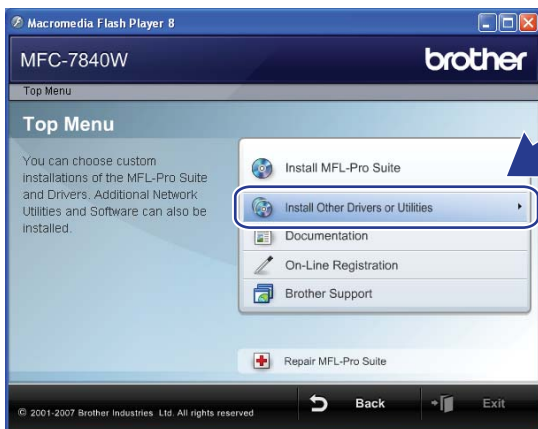 Macromedia Flash Player 8
MFC-7840W
brother
Top Menu
Top Menu
You can choose custom
installations of the MFL-Pro Suite
and Drivers. Additional Network
Utilities and Software can also be
installed.
Install MFL-Pro Suite
Install Other Drivers or Utilities
Documentation
On-Line Registration
Brother Support
Repair MFL-Pro Suite
© 2001-2007 Brother Industries Ltd. All rights reserved
Back
Exit